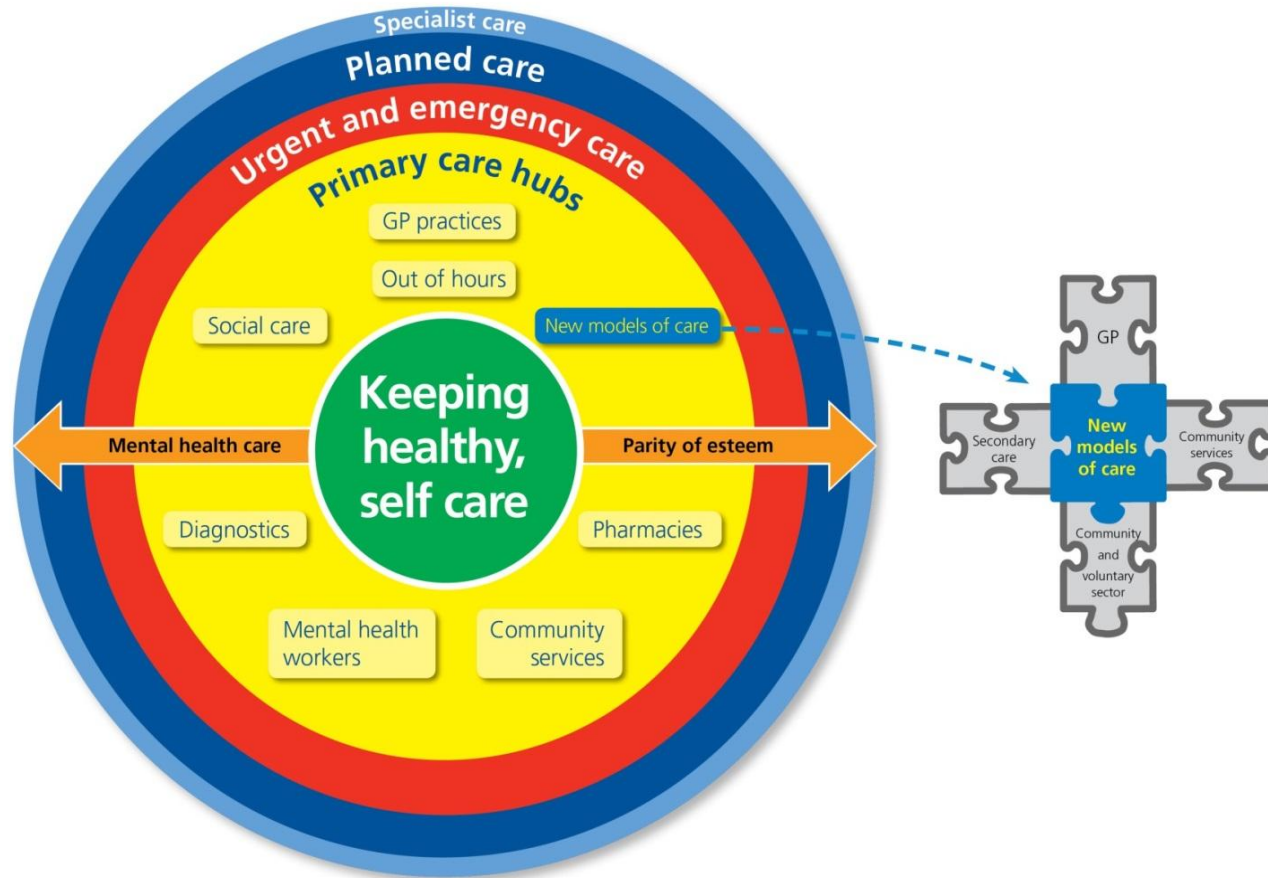 Specialist care
Planned care
Urgent and emergency care
Primary care hubs
GP practices
Out of hours
Social care
New models of care
Keeping
healthy,
self care
Mental health care
Parity of esteem
Diagnostics
Pharmacies
Mental health
workers
Community
services
GP
Secondary
care
New
models
of care
Community
services
Community
and
voluntary
sector